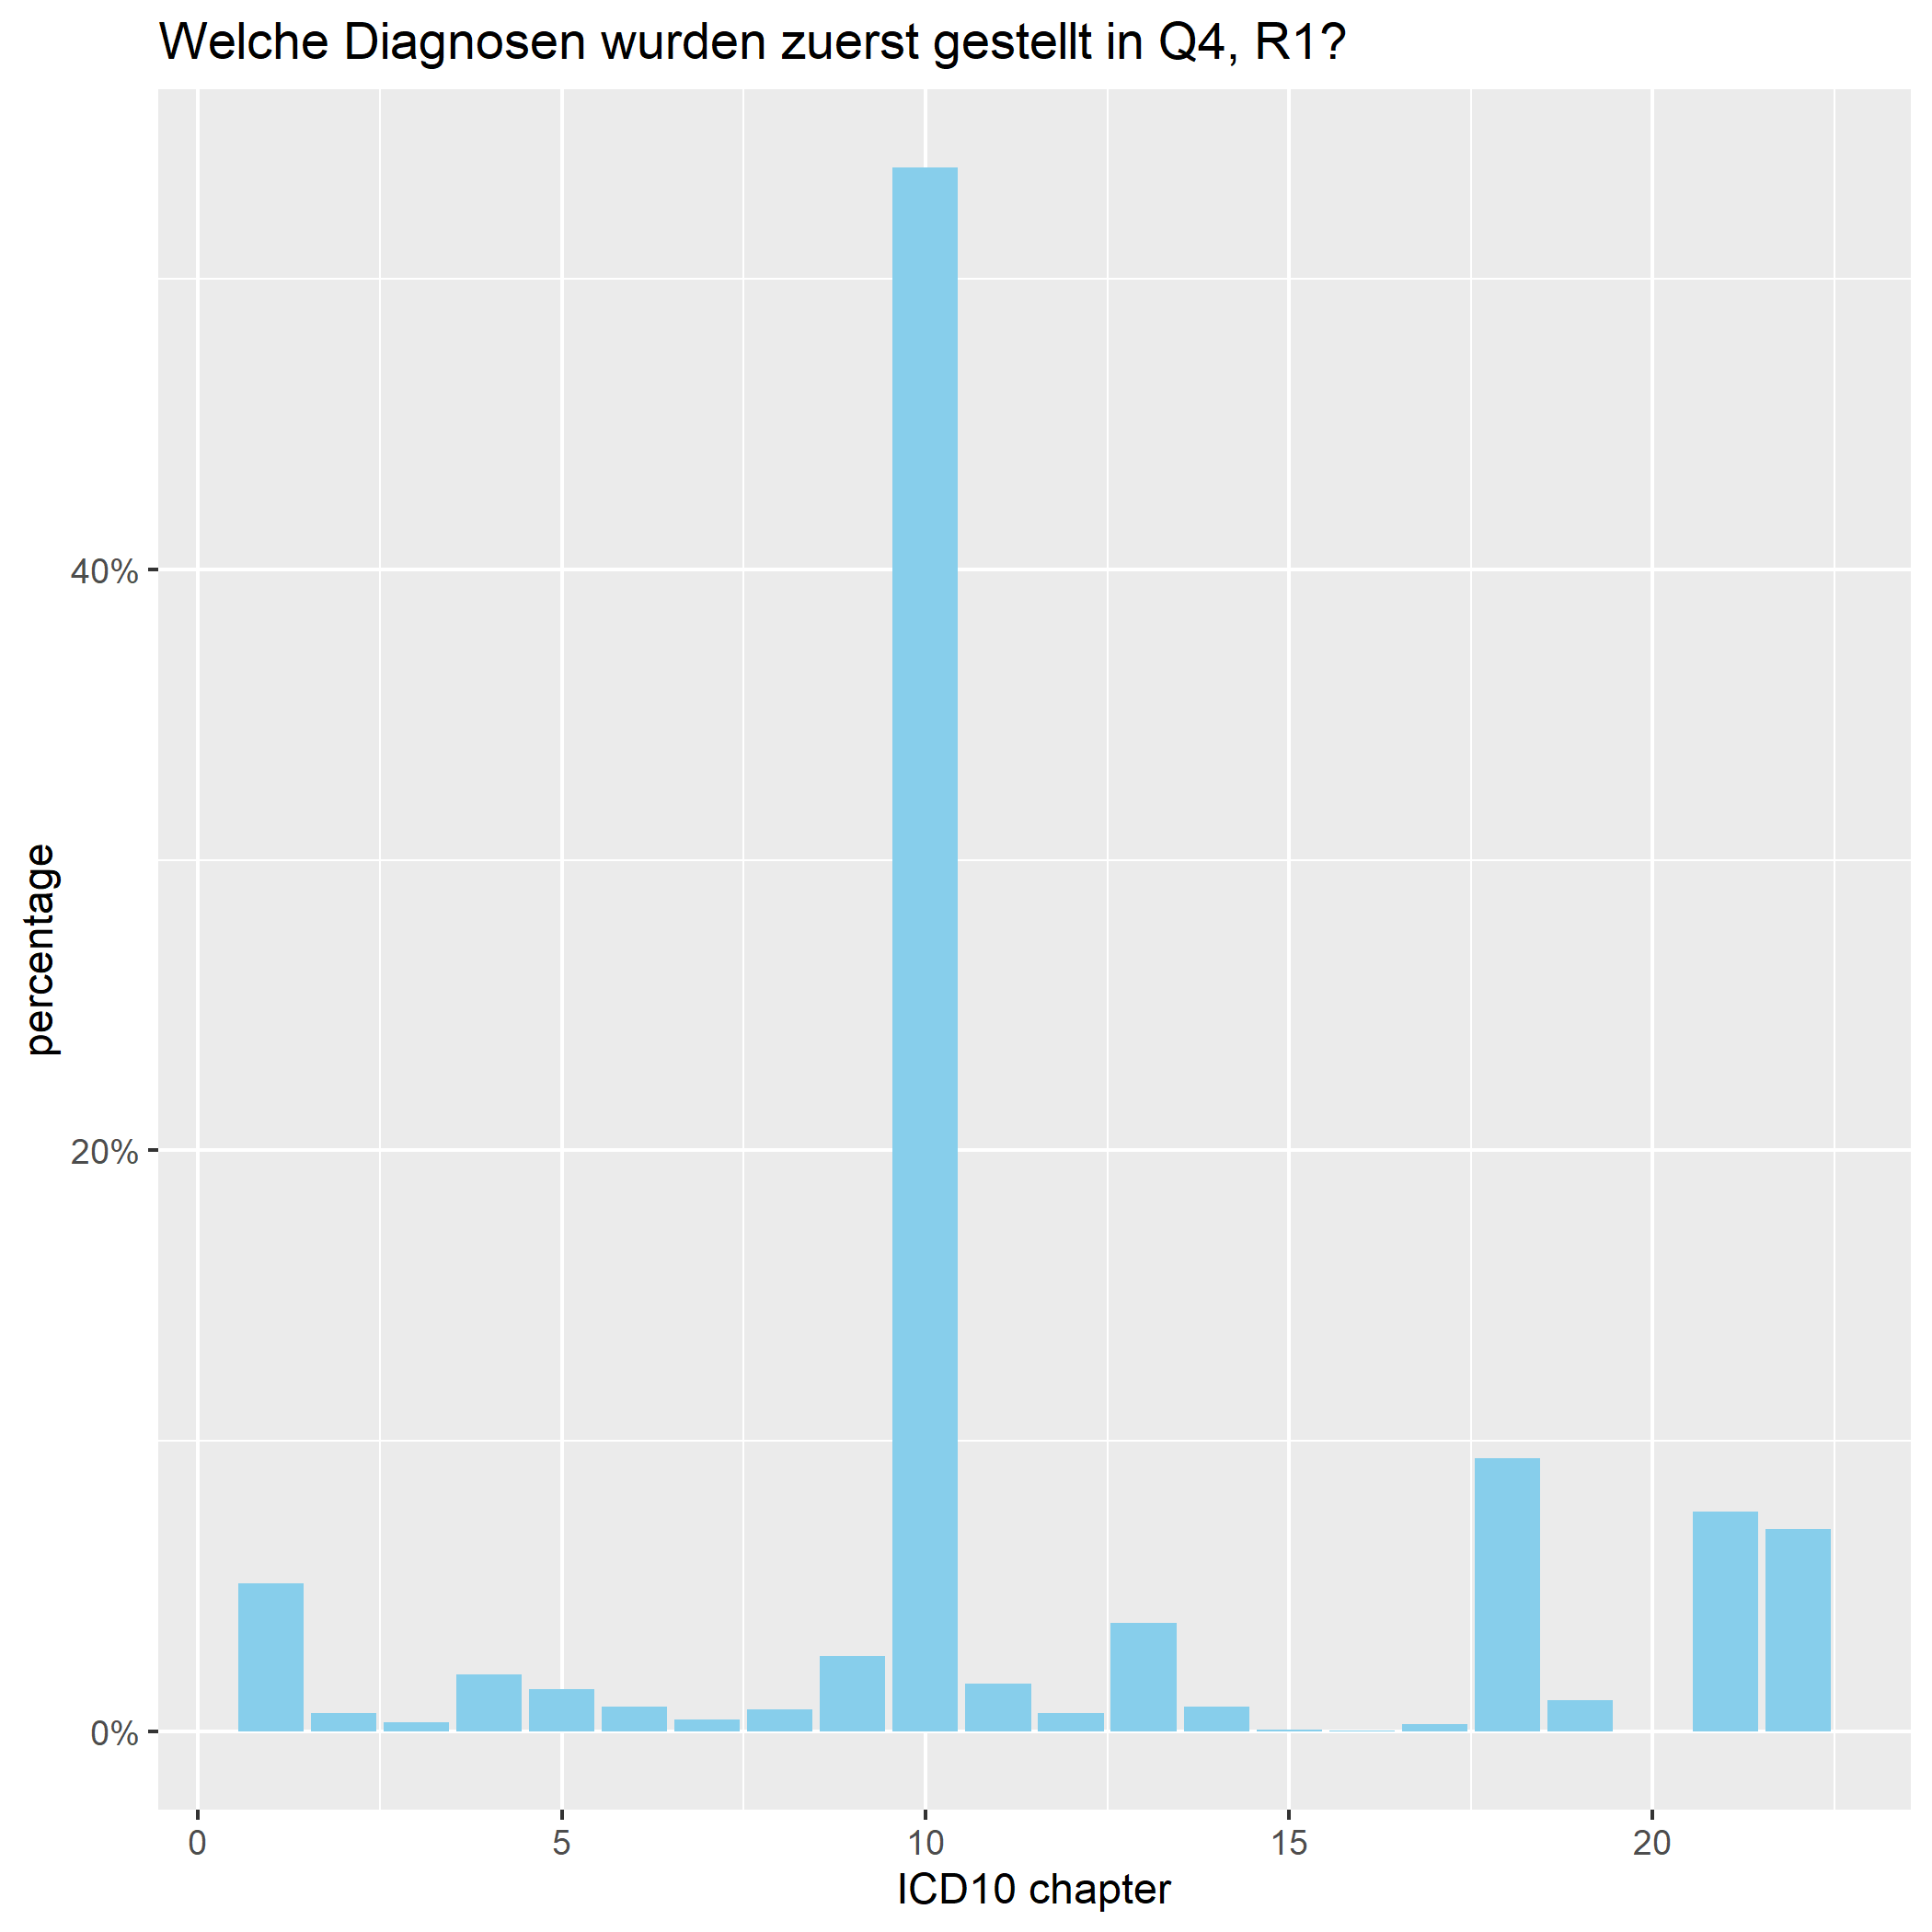 Welche Diagnosen wurden zuerst gestellt in Q4, R1?
percentage
40%
20%
0%
0 5 10 15 20
ICD10 chapter